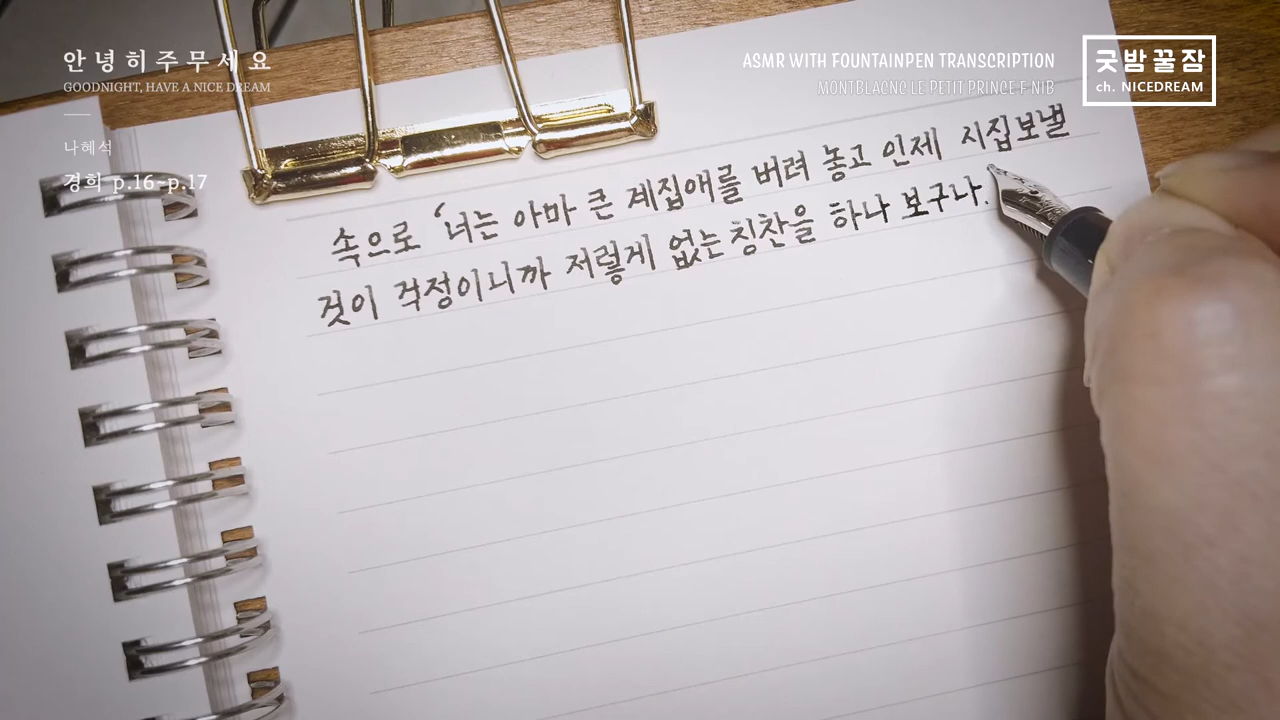 안녕히주무세요
GOODNIGHT, HAVE A NICE DREAM
나혜석
경희 p.16~p.17
ASMR WITH FOUNTAINPEN TRANSCRIPTION
MONTBLACNC LE PETIT PRINCE F NIB
굿밤꿀잠
ch. NICEDREAM
속으로 ‘너는 아마 큰 계집애를 버려 놓고 인제 시집보낼
것이 걱정이니까 저렇게 없는 칭찬을 하나 보구나.